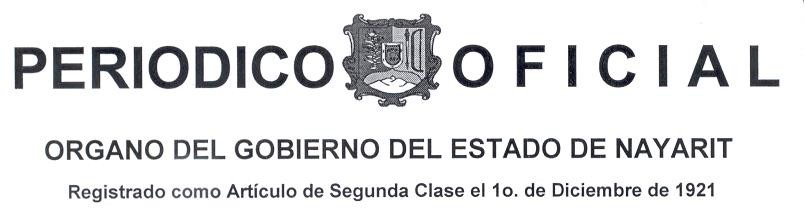 PERIODICO OFICIAL
ORGANO DEL GOBIERNO DEL ESTADO DE NAYARIT
Registrado como Artículo de Segunda Clase el 1o. de Diciembre de 1921